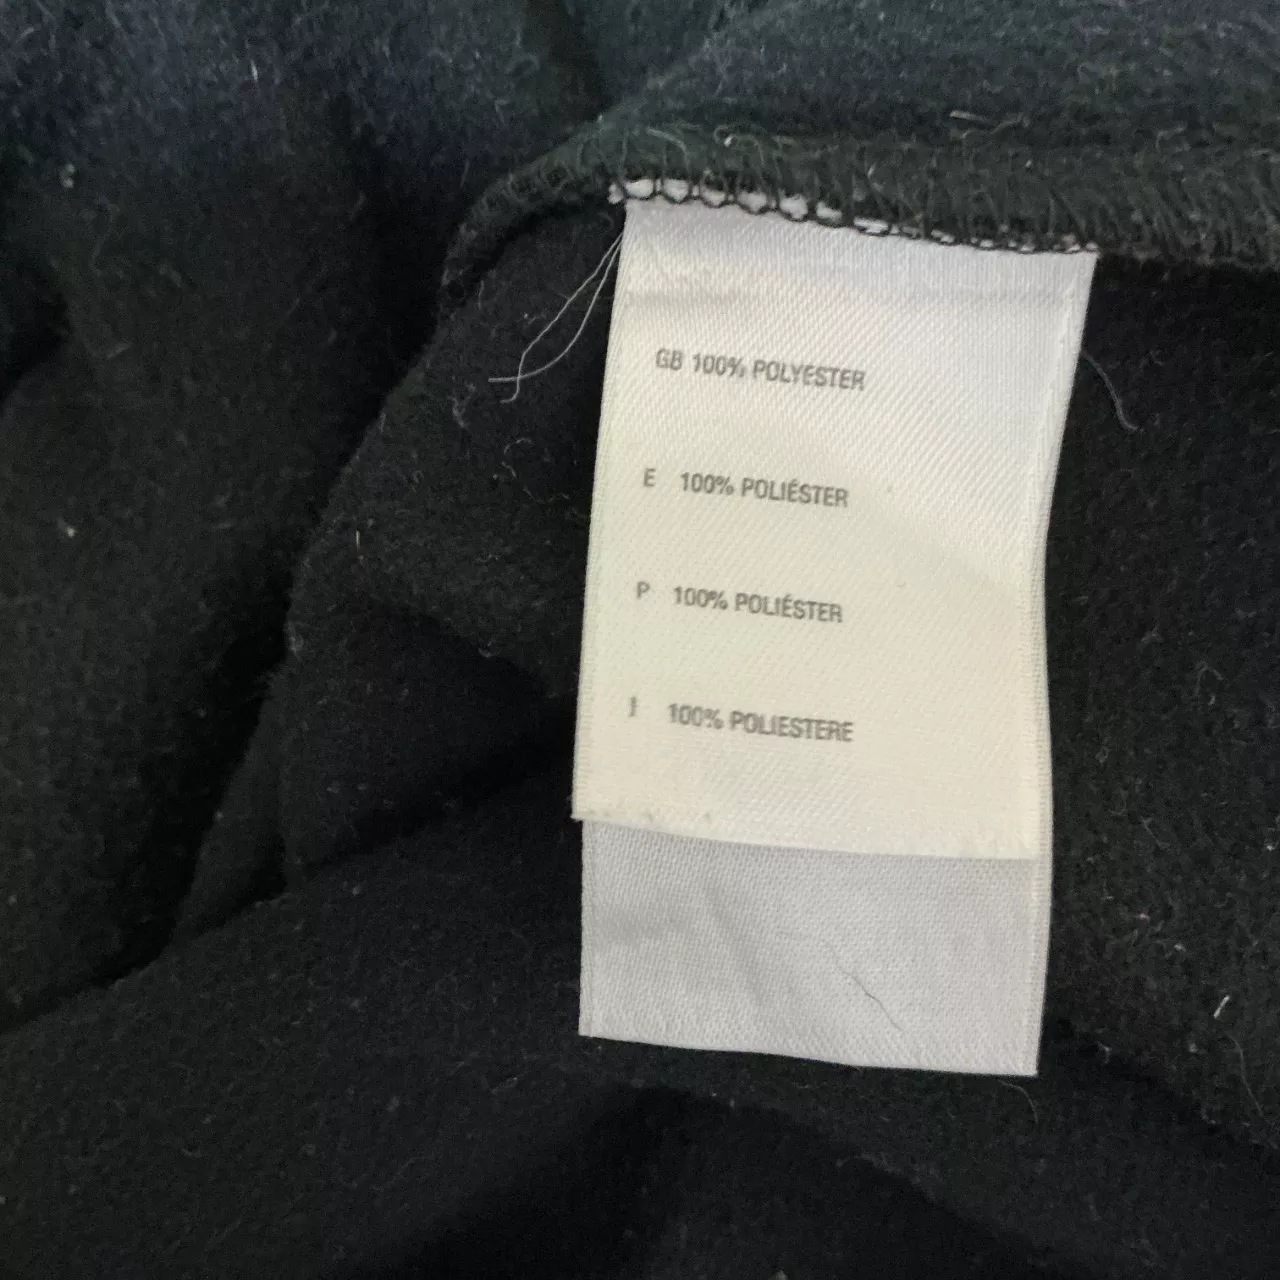 GB 100% POLYESTER
E 100% POLIÉSTER
P 100% POLIÉSTER
I 100% POLIESTERE